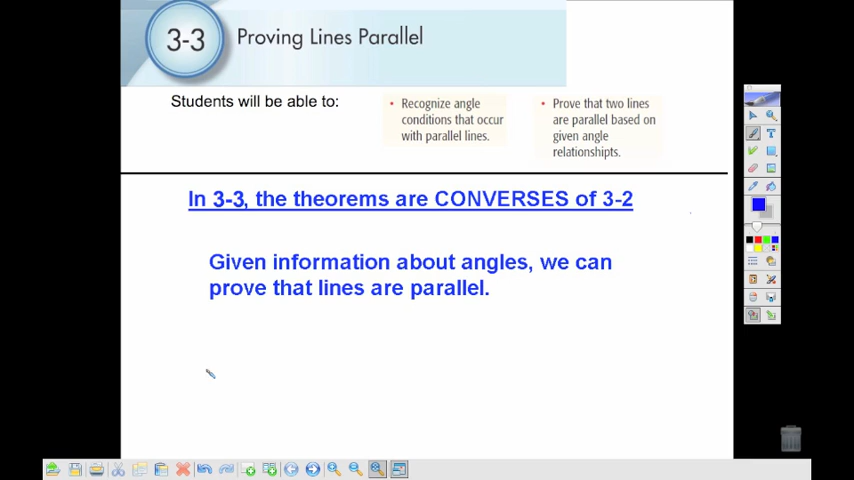 3-3 Proving Lines Parallel
Students will be able to:
• Recognize angle
conditions that occur
with parallel lines.
• Prove that two lines
are parallel based on
given angle
relationshipts.
In 3-3, the theorems are CONVERSES of 3-2
Given information about angles, we can
prove that lines are parallel.